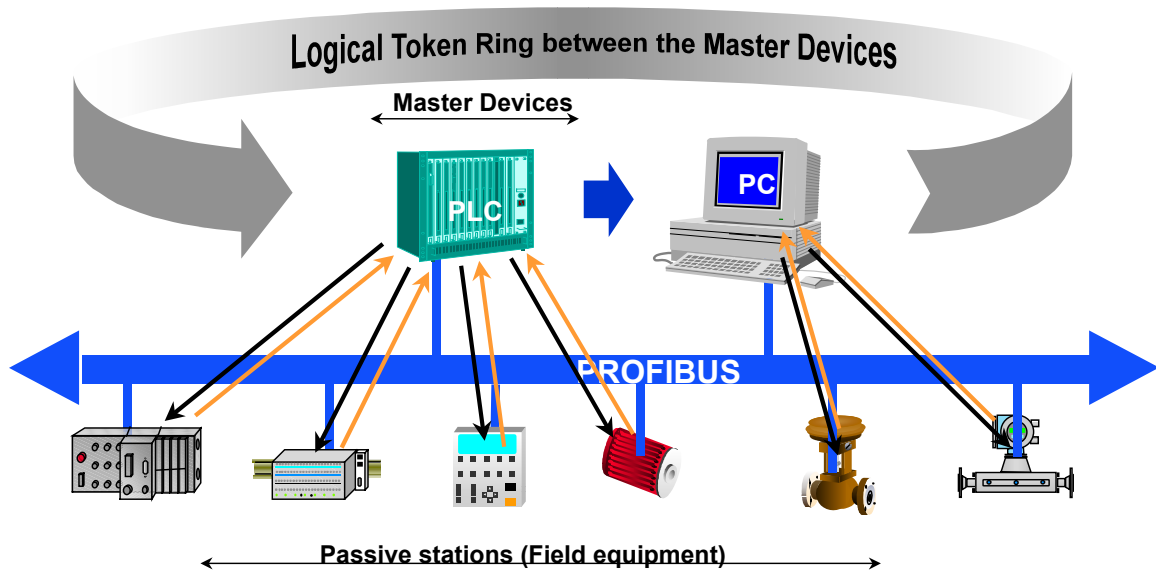 Logical Token Ring between the Master Devices
Master Devices
PLC
PC
PROFIBUS
Passive stations (Field equipment)